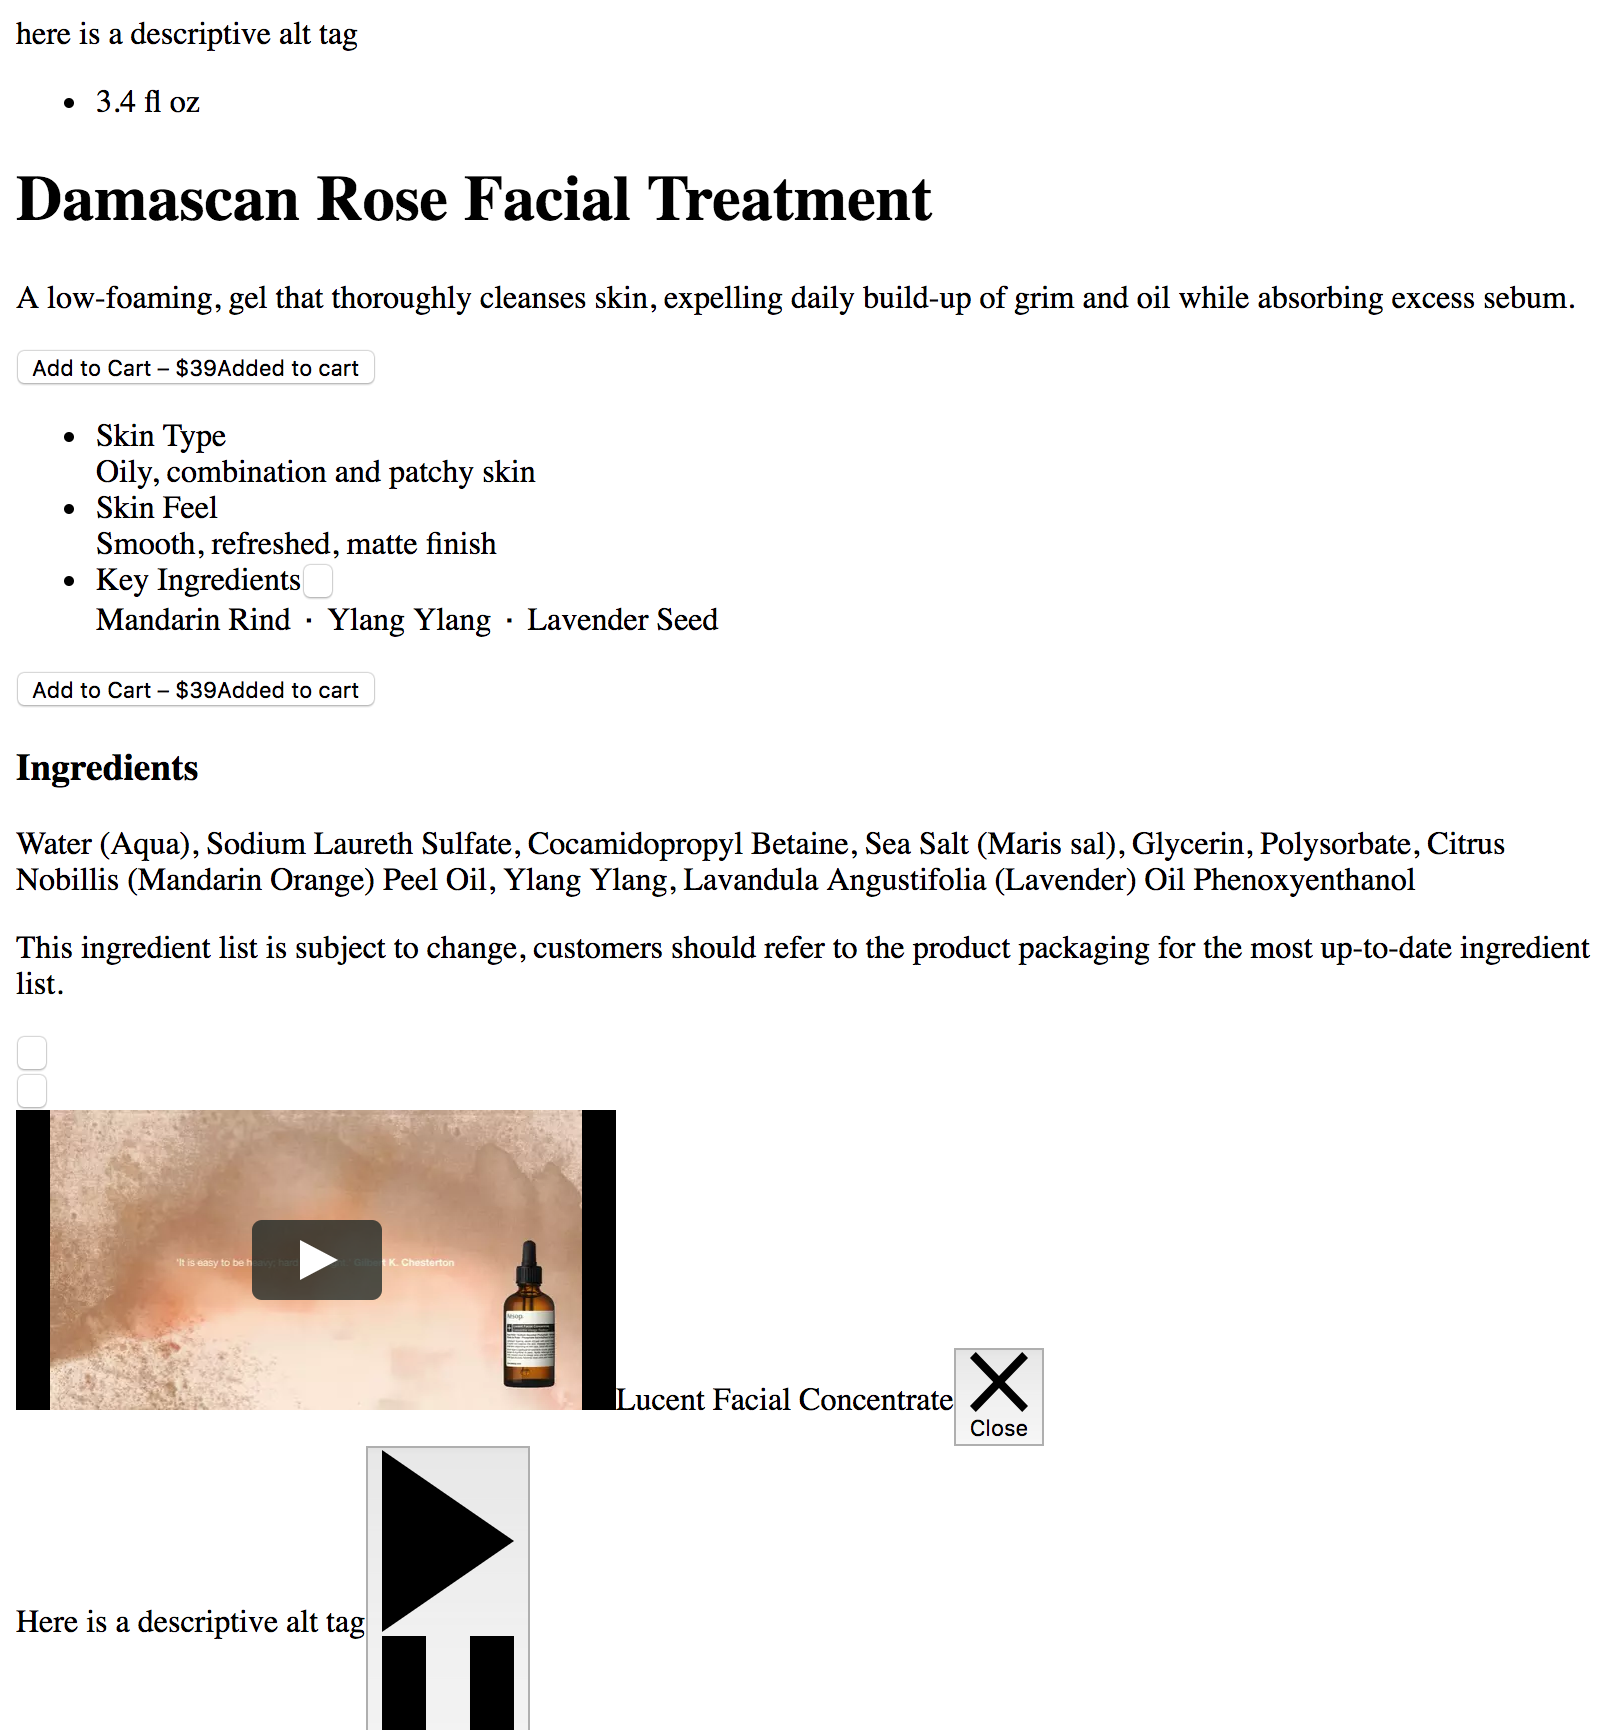 here is a descriptive alt tag
• 3.4 fl oz
Damascan Rose Facial Treatment
A low-foaming, gel that thoroughly cleanses skin, expelling daily build-up of grim and oil while absorbing excess sebum.
Add to Cart – $39Added to cart
• Skin Type
Oily, combination and patchy skin
• Skin Feel
Smooth, refreshed, matte finish
• Key Ingredients
Mandarin Rind · Ylang Ylang · Lavender Seed
Add to Cart – $39Added to cart
Ingredients
Water (Aqua), Sodium Laureth Sulfate, Cocamidopropyl Betaine, Sea Salt (Maris sal), Glycerin, Polysorbate, Citrus
Nobillis (Mandarin Orange) Peel Oil, Ylang Ylang, Lavandula Angustifolia (Lavender) Oil Phenoxyenthanol
This ingredient list is subject to change, customers should refer to the product packaging for the most up-to-date ingredient
list.
'It is easy to be K. Chesterton
Aesop
Lucent Facial Concentrate
Close
Here is a descriptive alt tag